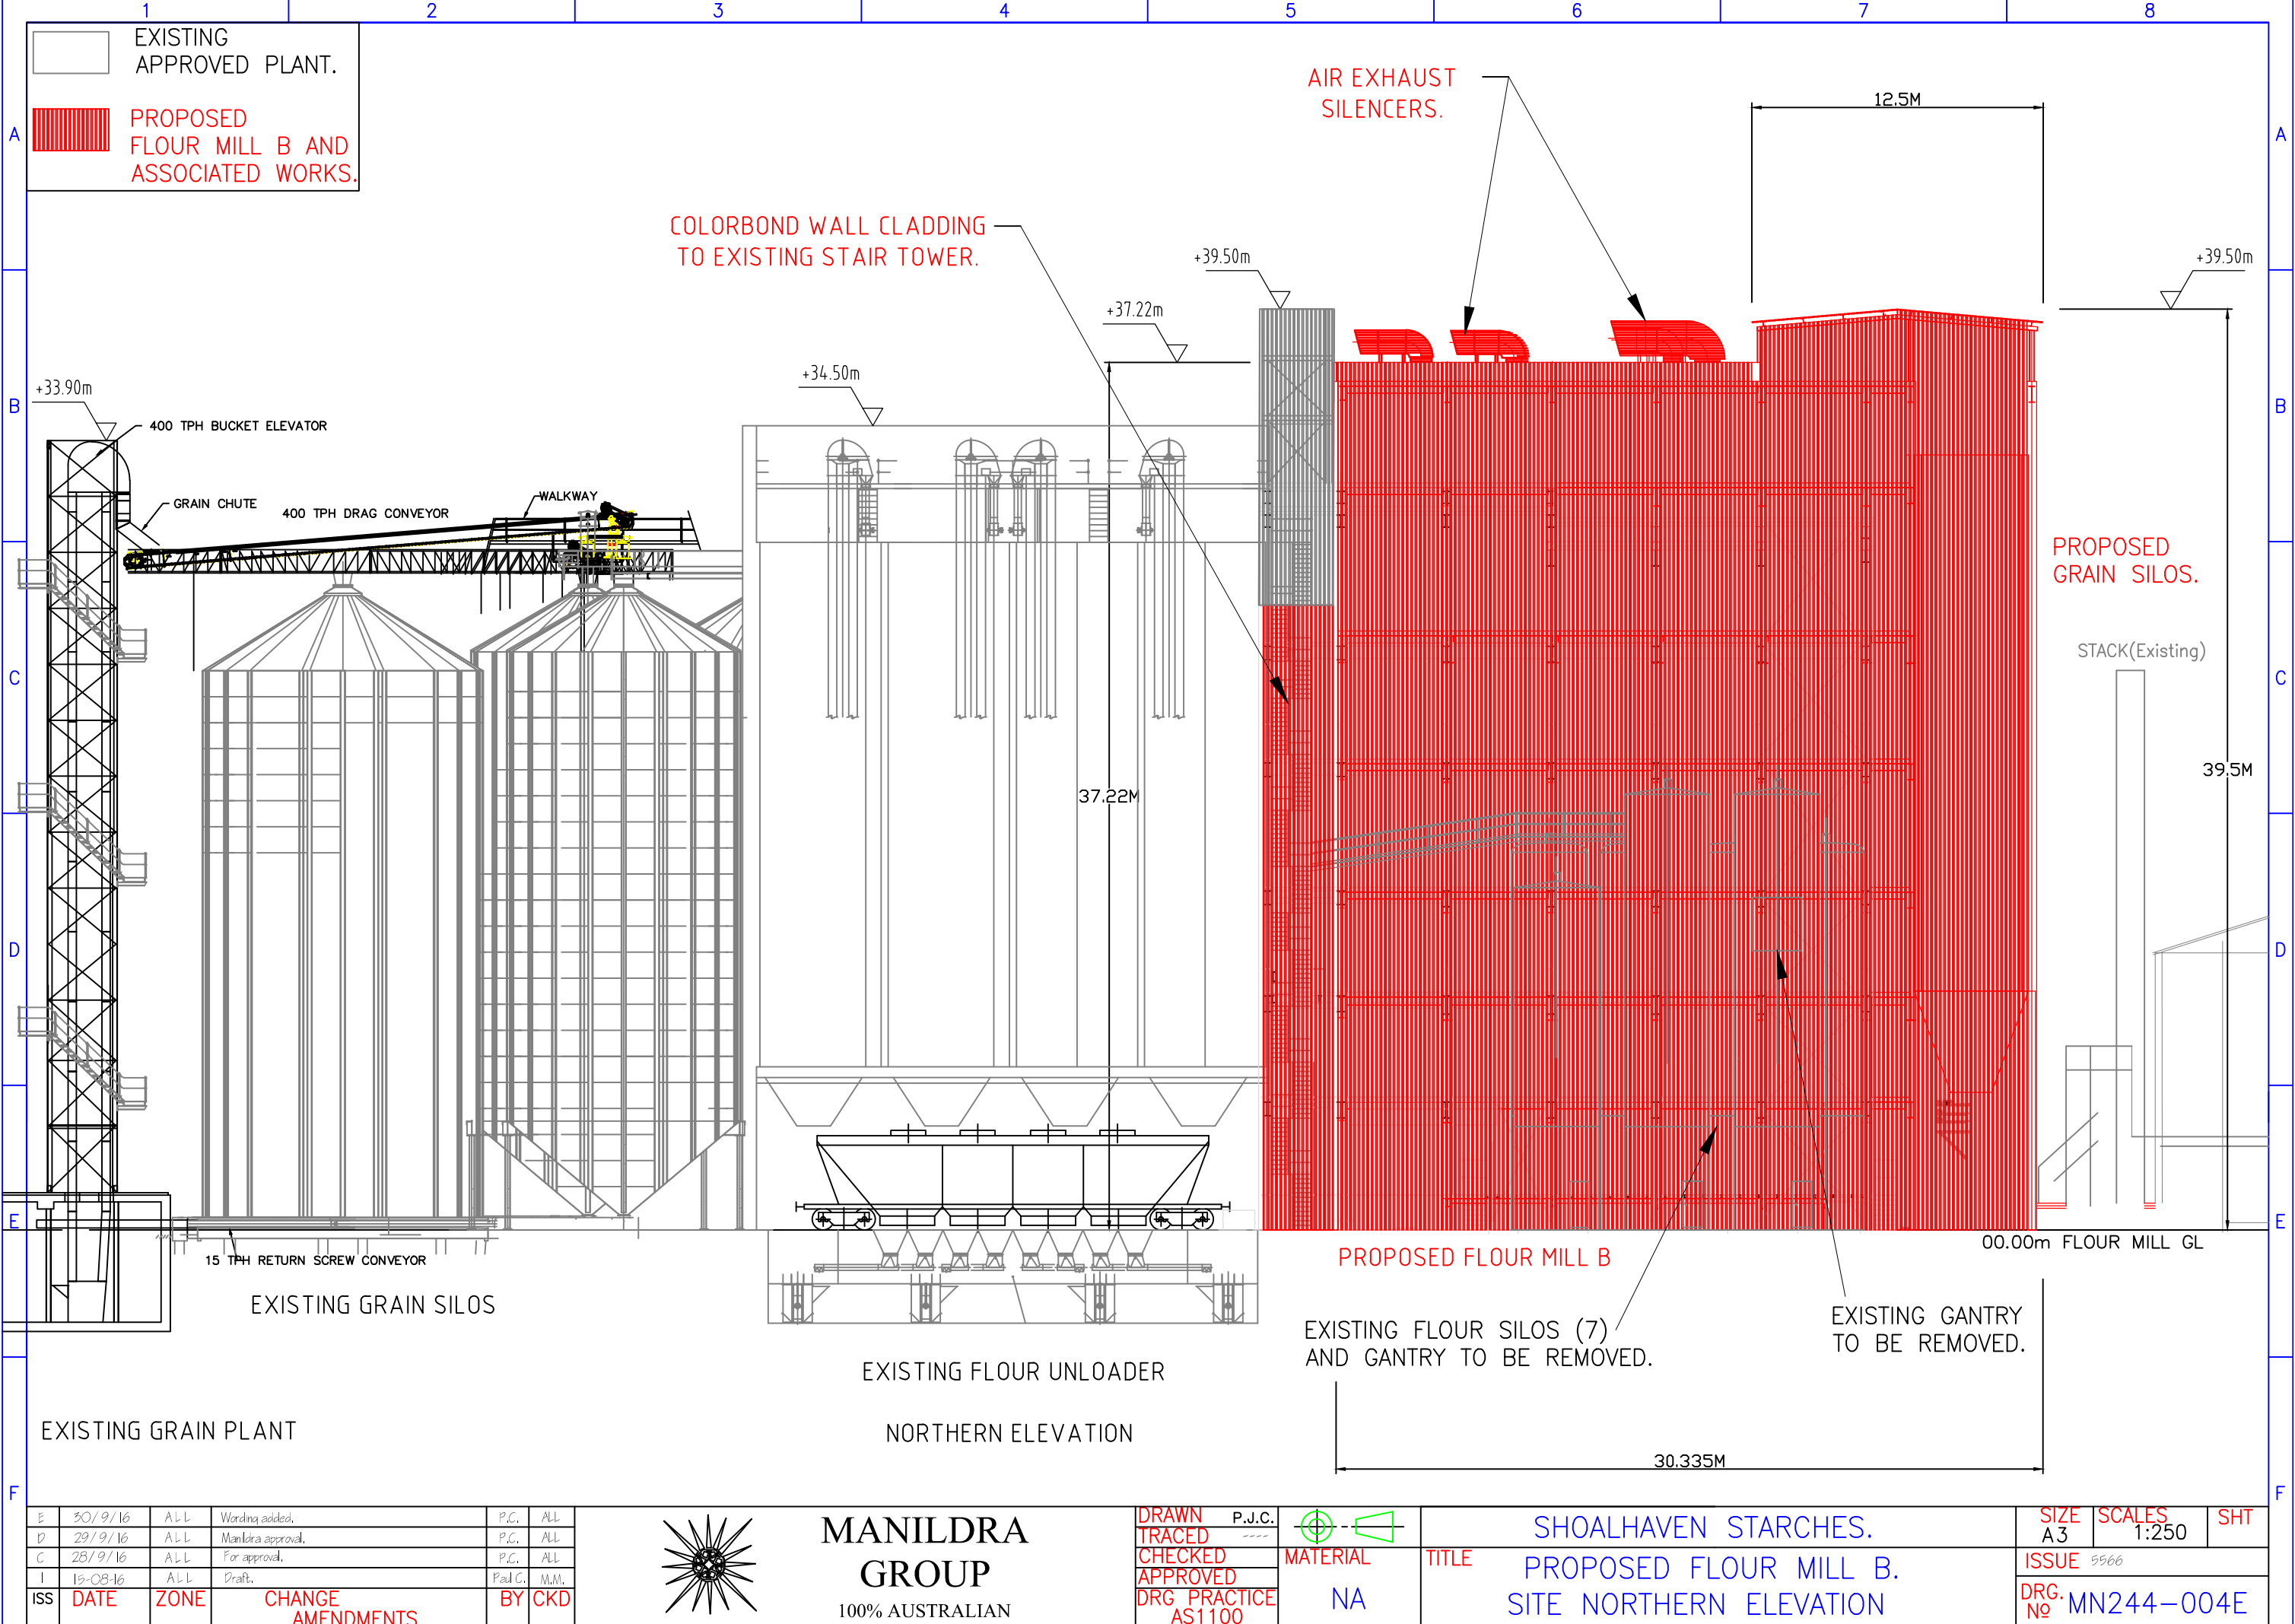 1 2 3 4 5 6 7 8
A A
B B
C C
D D
E E
F F
EXISTING
APPROVED PLANT.
PROPOSED
FLOUR MILL B AND
ASSOCIATED WORKS.
AIR EXHAUST
SILENCERS.
12.5M
COLORBOND WALL CLADDING
TO EXISTING STAIR TOWER.
+39.50m
+39.50m
+37.22m
+34.50m
+33.90m
400 TPH BUCKET ELEVATOR
GRAIN CHUTE
400 TPH DRAG CONVEYOR
WALKWAY
PROPOSED
GRAIN SILOS.
STACK(Existing)
39.5M
37.22M
00.00m FLOUR MILL GL
15 TPH RETURN SCREW CONVEYOR
PROPOSED FLOUR MILL B
EXISTING GRAIN SILOS
EXISTING FLOUR SILOS (7)
AND GANTRY TO BE REMOVED.
EXISTING GANTRY
TO BE REMOVED.
EXISTING FLOUR UNLOADER
EXISTING GRAIN PLANT
NORTHERN ELEVATION
30.335M
E 30/9/16 ALL Wording added. P.C. ALL
D 29/9/16 ALL Manildra approval. P.C. ALL
C 28/9/16 ALL For approval. P.C. ALL
1 15-08-16 ALL Draft. Paul C. M.M.
ISS DATE ZONE CHANGE BY CKD
AMENDMENTS
MANILDRA
GROUP
100% AUSTRALIAN
DRAWN P.J.C.
TRACED ----
CHECKED
APPROVED
DRG PRACTICE
AS1100
MATERIAL
NA
TITLE
SHOALHAVEN STARCHES.
PROPOSED FLOUR MILL B.
SITE NORTHERN ELEVATION
SIZE A3
SCALES 1:250
SHT
ISSUE 5566
DRG. Nº MN244-004E